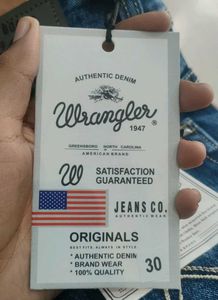 AUTHENTIC DENIM
Wrangler
1947
GREENSBORO NORTH CAROLINA
AMERICAN BRAND
W SATISFACTION
GUARANTEED
JEANS CO.
AUTHENTIC WEAR
ORIGINALS
BEST FITS, ALWAYS IN STYLE
* AUTHENTIC DENIM
* BRAND WEAR
* 100% QUALITY
30